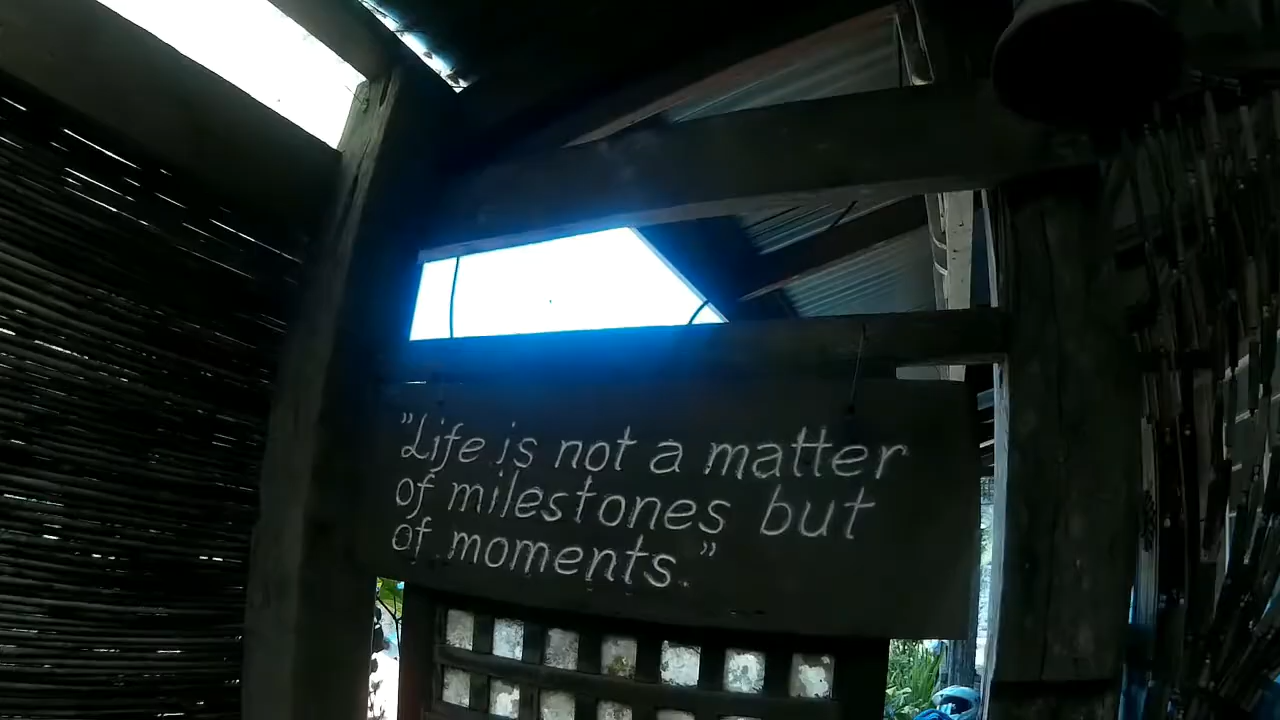 "Life is not a matter
of milestones but
of moments."